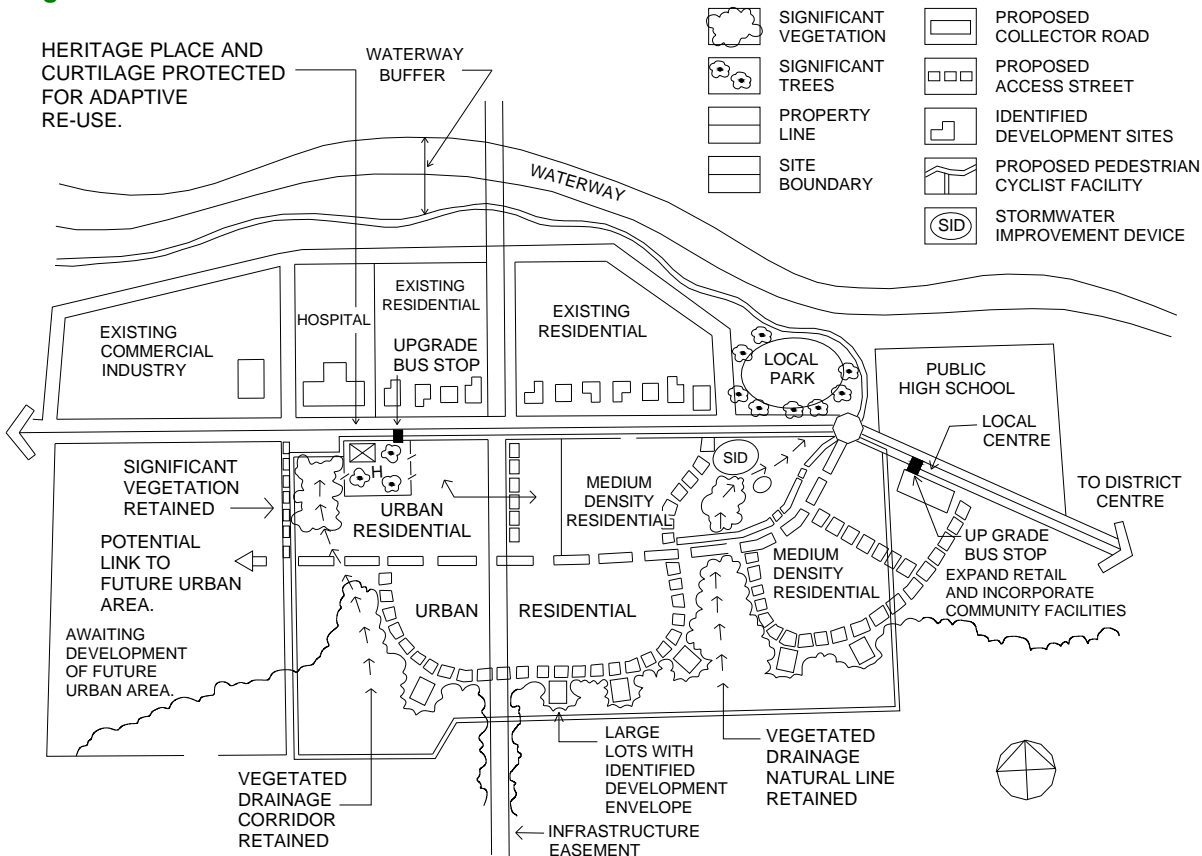 HERITAGE PLACE AND
CURTILAGE PROTECTED
FOR ADAPTIVE
RE-USE.
WATERWAY
BUFFER
SIGNIFICANT
VEGETATION
SIGNIFICANT
TREES
PROPERTY
LINE
SITE
BOUNDARY
PROPOSED
COLLECTOR ROAD
PROPOSED
ACCESS STREET
IDENTIFIED
DEVELOPMENT SITES
PROPOSED PEDESTRIAN
CYCLIST FACILITY
SID
STORMWATER
IMPROVEMENT DEVICE
WATERWAY
EXISTING
COMMERCIAL
INDUSTRY
HOSPITAL
EXISTING
RESIDENTIAL
UPGRADE
BUS STOP
EXISTING
RESIDENTIAL
LOCAL
PARK
PUBLIC
HIGH SCHOOL
LOCAL
CENTRE
TO DISTRICT
CENTRE
SIGNIFICANT
VEGETATION
RETAINED
H
URBAN
RESIDENTIAL
MEDIUM
DENSITY
RESIDENTIAL
SID
POTENTIAL
LINK TO
FUTURE URBAN
AREA.
MEDIUM
DENSITY
RESIDENTIAL
UP GRADE
BUS STOP
EXPAND RETAIL
AND INCORPORATE
COMMUNITY FACILITIES
URBAN RESIDENTIAL
AWAITING
DEVELOPMENT
OF FUTURE
URBAN AREA.
VEGETATED
DRAINAGE
CORRIDOR
RETAINED
LARGE
LOTS WITH
IDENTIFIED
DEVELOPMENT
ENVELOPE
VEGETATED
DRAINAGE
NATURAL LINE
RETAINED
INFRASTRUCTURE
EASEMENT